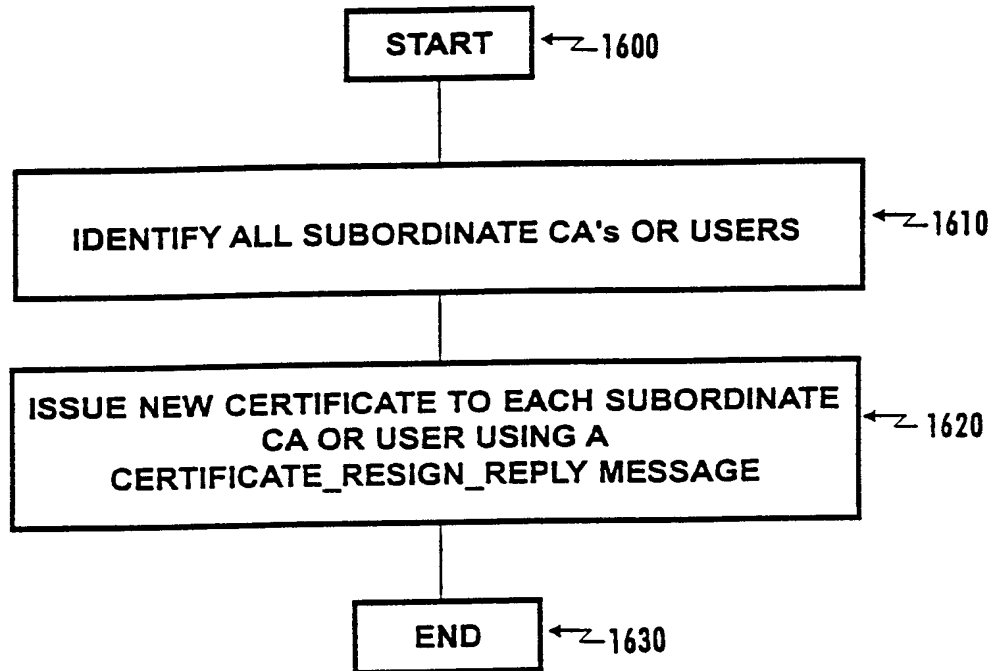 START
1600
IDENTIFY ALL SUBORDINATE CA's OR USERS
1610
ISSUE NEW CERTIFICATE TO EACH SUBORDINATE
CA OR USER USING A
CERTIFICATE_RESIGN_REPLY MESSAGE
1620
END
1630